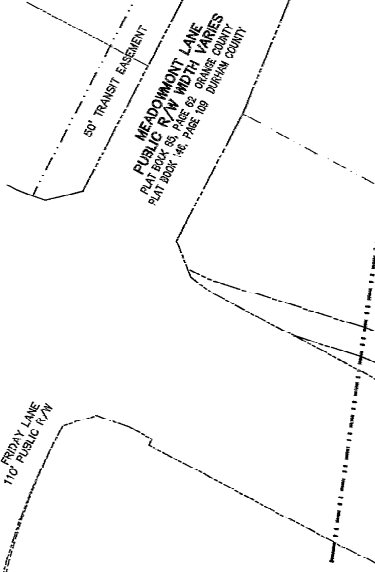 50' TRANSIT EASEMENT
MEADOWMONT LANE
PUBLIC R/W WIDTH VARIES
PLAT BOOK 85, PAGE 62 ORANGE COUNTY
PLAT BOOK 146, PAGE 109 DURHAM COUNTY
FRIDAY LANE
110' PUBLIC R/W